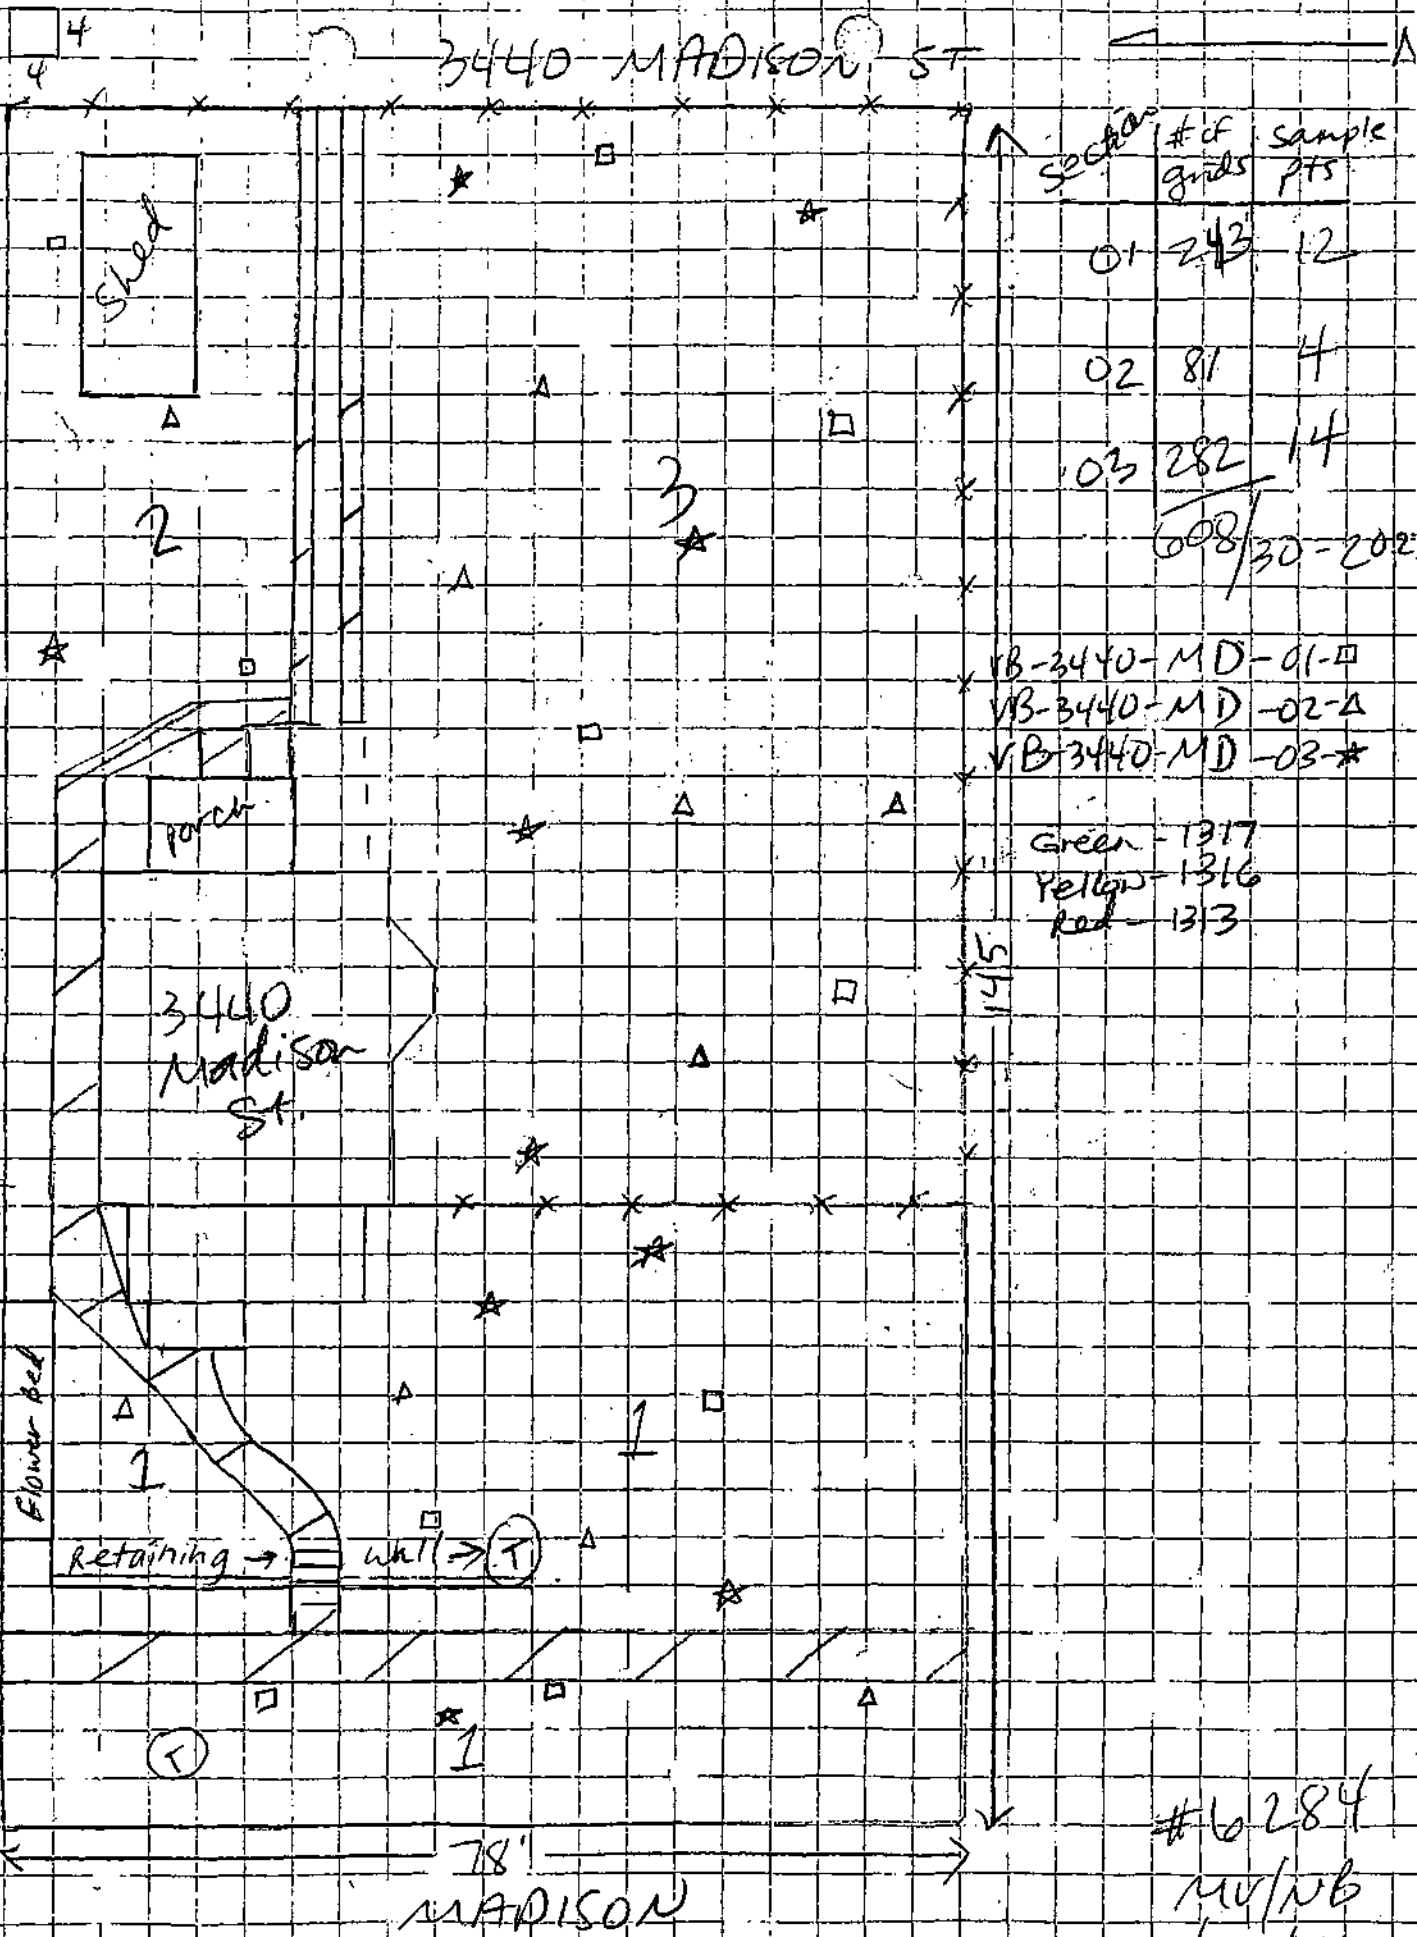 4
4
3440 MADISON ST
Section # of grids sample pts
01 243 12
02 81 4
03 282 14
608/30-202
Shed
2
3
VB-3440-MD-01-□
VB-3440-MD-02-△
VB-3440-MD-03-★
Green - 1317
Yellow - 1316
Red - 1313
porch
145
3440
Madison
St.
Flower Bed
1
1
Retaining → wall → T
T
1
78'
MADISON
#6284
MV/NB